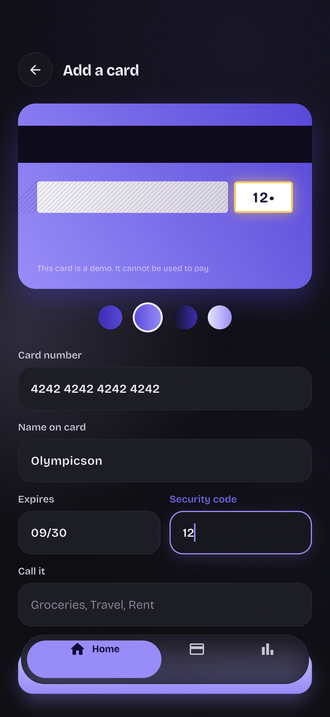 Add a card
12•
This card is a demo. It cannot be used to pay.
Card number
4242 4242 4242 4242
Name on card
Olympicson
Expires
Security code
09/30
12
Call it
Groceries, Travel, Rent
Home